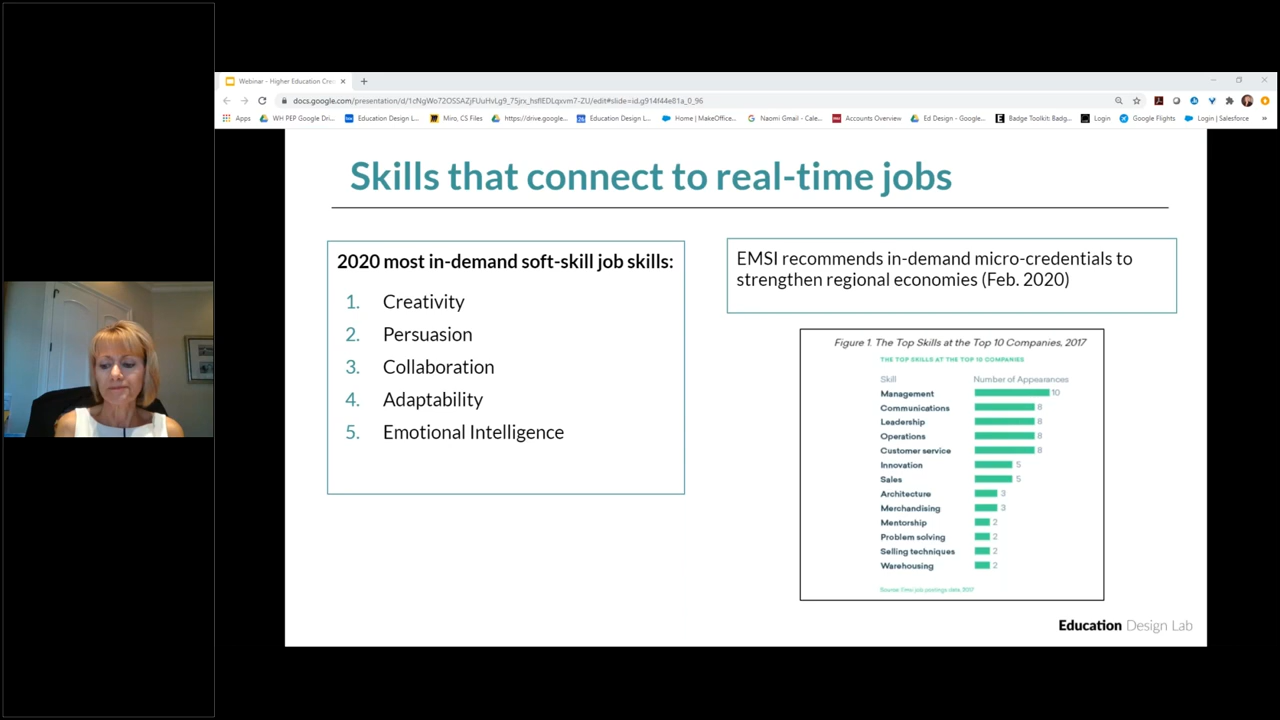 Webinar - Higher Education Cre
docs.google.com/presentation/d/1cNgWo72OSSAZjFUuHvLg9_75jrx_hsflEDLqxvm7-ZU/edit#slide=id.g914f44e81a_0_96
Apps WH PEP Google Dri... Education Design L... Miro, CS Files https://drive.google... Education Design L... Home | MakeOffice... Naomi Gmail - Cale... Accounts Overview Ed Design - Google... Badge Toolkit: Badg... Login Google Flights Login | Salesforce
Skills that connect to real-time jobs
2020 most in-demand soft-skill job skills:
1. Creativity
2. Persuasion
3. Collaboration
4. Adaptability
5. Emotional Intelligence
EMSI recommends in-demand micro-credentials to
strengthen regional economies (Feb. 2020)
Figure 1. The Top Skills at the Top 10 Companies, 2017
THE TOP SKILLS AT THE TOP 10 COMPANIES
Skill Number of Appearances
Management 10
Communications 8
Leadership 8
Operations 8
Customer service 8
Innovation 5
Sales 5
Architecture 3
Merchandising 3
Mentorship 2
Problem solving 2
Selling techniques 2
Warehousing 2
Source: Emsi job postings data, 2017
Education Design Lab